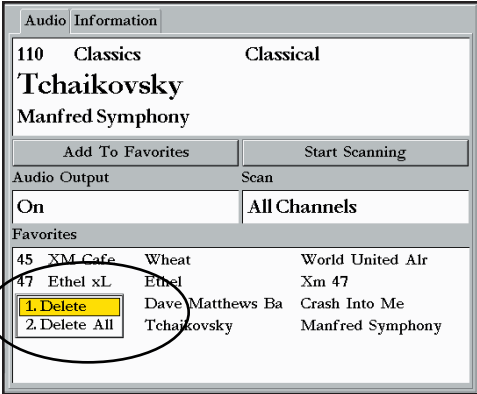 Audio Information
110 Classics Classical
Tchaikovsky
Manfred Symphony
Add To Favorites Start Scanning
Audio Output Scan
On All Channels
Favorites
45 XM Cafe Wheat World United Alr
47 Ethel xL Ethel Xm 47
1. Delete Dave Matthews Ba Crash Into Me
2. Delete All Tchaikovsky Manfred Symphony